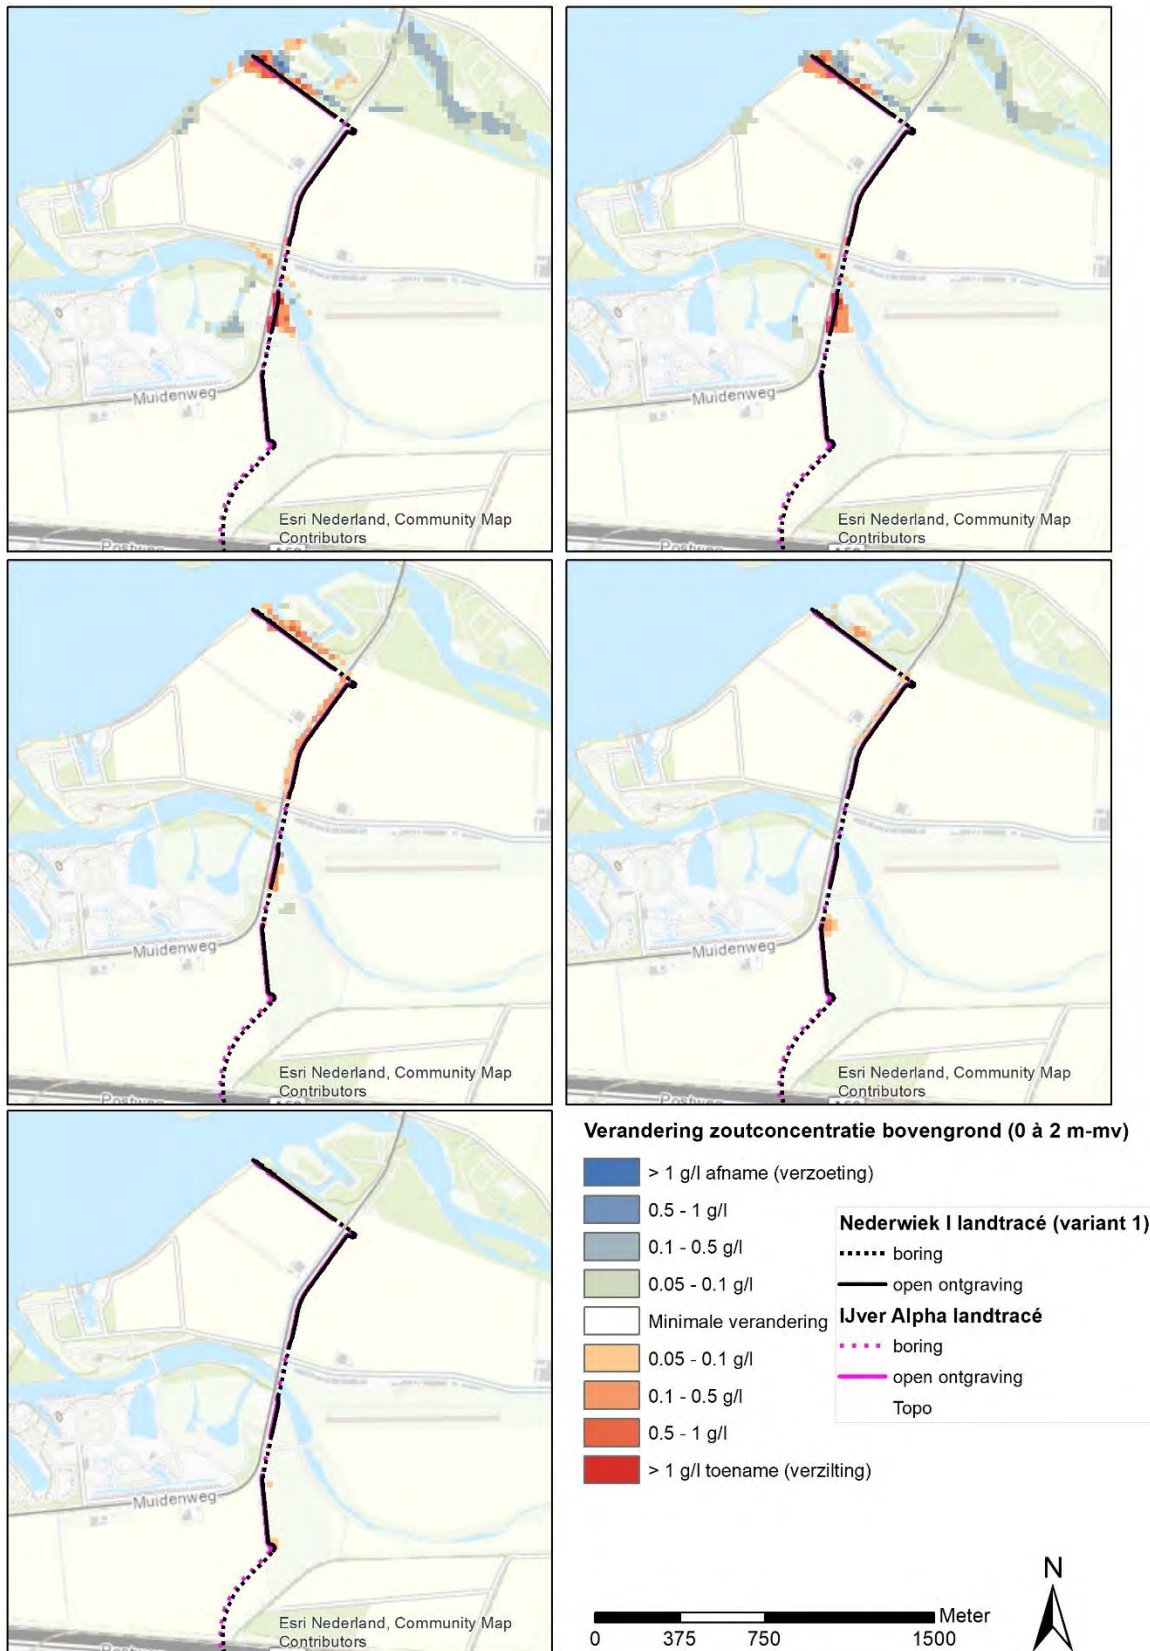 Muidenweg
Esri Nederland, Community Map
Contributors
Postweg
Muidenweg
Esri Nederland, Community Map
Contributors
Postweg
Muidenweg
Esri Nederland, Community Map
Contributors
Postweg
Muidenweg
Esri Nederland, Community Map
Contributors
Postweg
Muidenweg
Esri Nederland, Community Map
Contributors
Verandering zoutconcentratie bovengrond (0 à 2 m-mv)
> 1 g/l afname (verzoeting)
0.5 - 1 g/l
0.1 - 0.5 g/l
0.05 - 0.1 g/l
Minimale verandering
0.05 - 0.1 g/l
0.1 - 0.5 g/l
0.5 - 1 g/l
> 1 g/l toename (verzilting)
Nederwiek I landtracé (variant 1)
boring
open ontgraving
IJver Alpha landtracé
boring
open ontgraving
Topo
N
Meter
0 375 750 1500